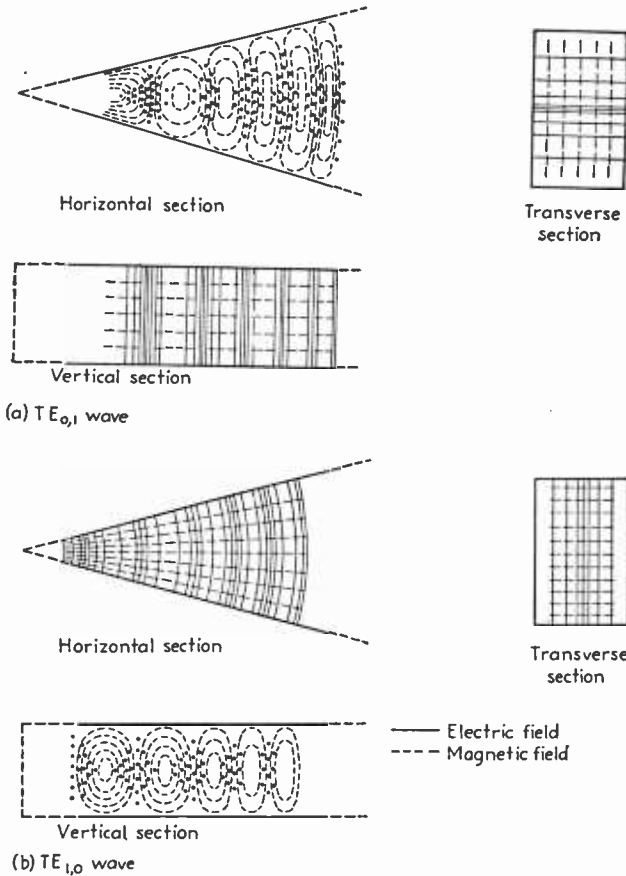 Horizontal section
Transverse
section
Vertical section
(a) TE0,1 wave
Horizontal section
Transverse
section
Electric field
Magnetic field
Vertical section
(b) TE1,0 wave